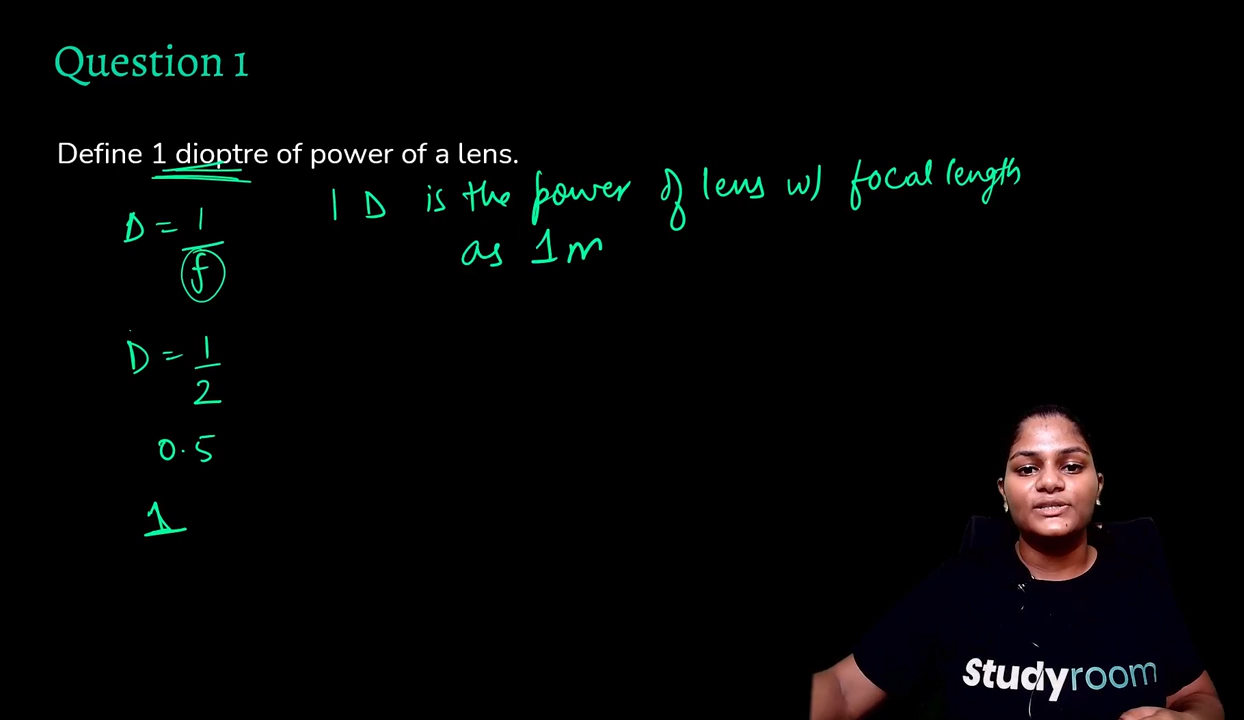 Question 1
Define 1 dioptre of power of a lens.
1 D is the power of lens w/ focal length
as 1m
D = 1/f
D = 1/2
0.5
1
Studyroom